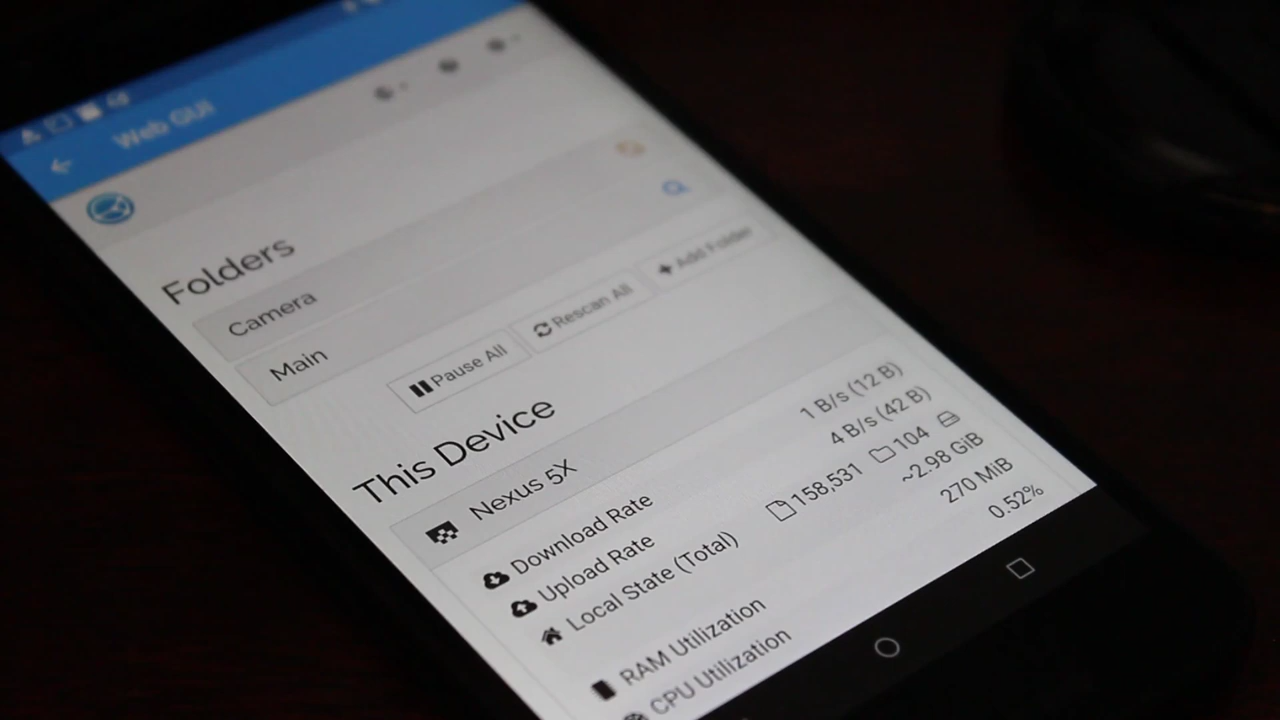 Web GUI
Folders
Camera
Main
Pause All Rescan All Add Folder
This Device
Nexus 5X
Download Rate 1 B/s (12 B)
Upload Rate 4 B/s (42 B)
Local State (Total) 158,531 104
~2.98 GiB
RAM Utilization 270 MiB
CPU Utilization 0.52%